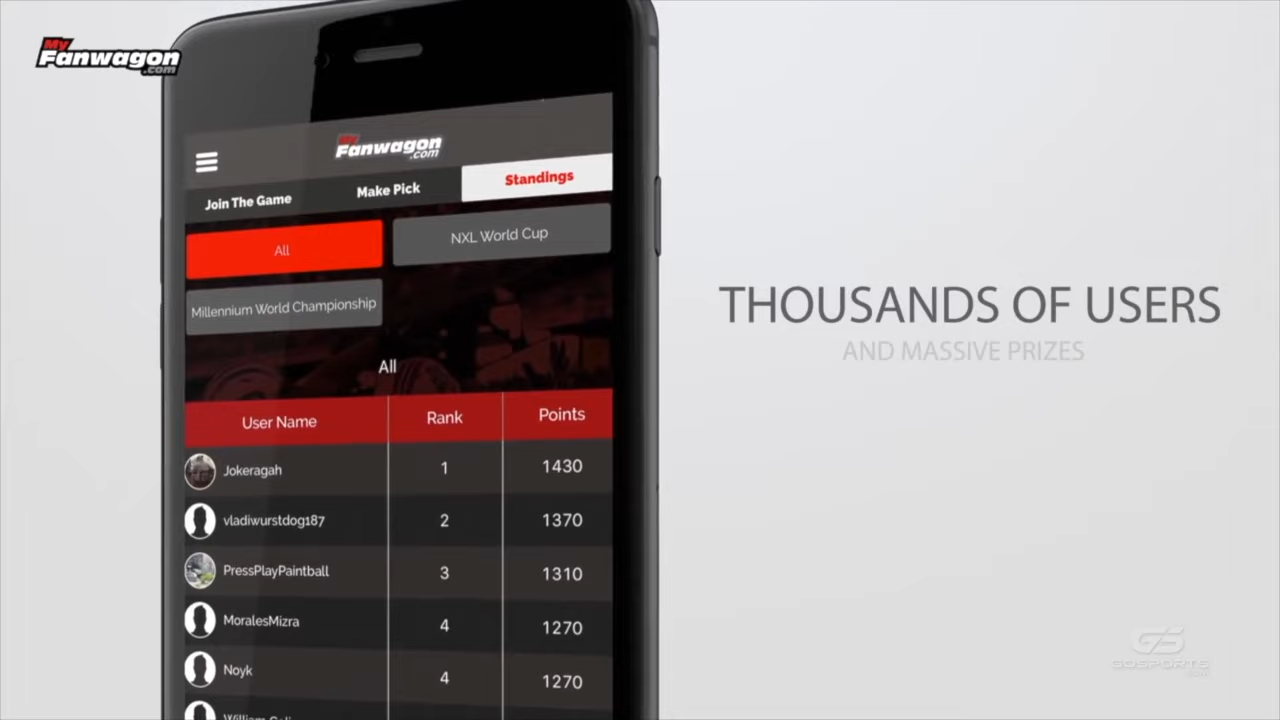 My
Fanwagon
.com
My
Fanwagon
.com
Join The Game
Make Pick
Standings
All
NXL World Cup
Millennium World Championship
All
User Name Rank Points
Jokeragah 1 1430
vladiwurstdog187 2 1370
PressPlayPaintball 3 1310
MoralesMizra 4 1270
Noyk 4 1270
THOUSANDS OF USERS
AND MASSIVE PRIZES
GS
GOSPORTS
.com